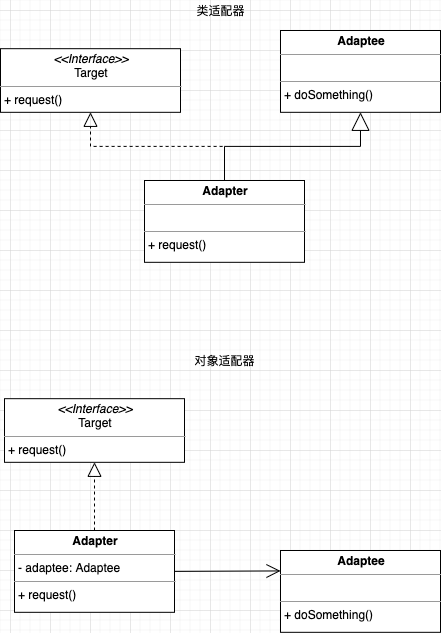 类适配器
<<Interface>>
Target
+ request()
Adaptee
+ doSomething()
Adapter
+ request()
对象适配器
<<Interface>>
Target
+ request()
Adapter
- adaptee: Adaptee
+ request()
Adaptee
+ doSomething()